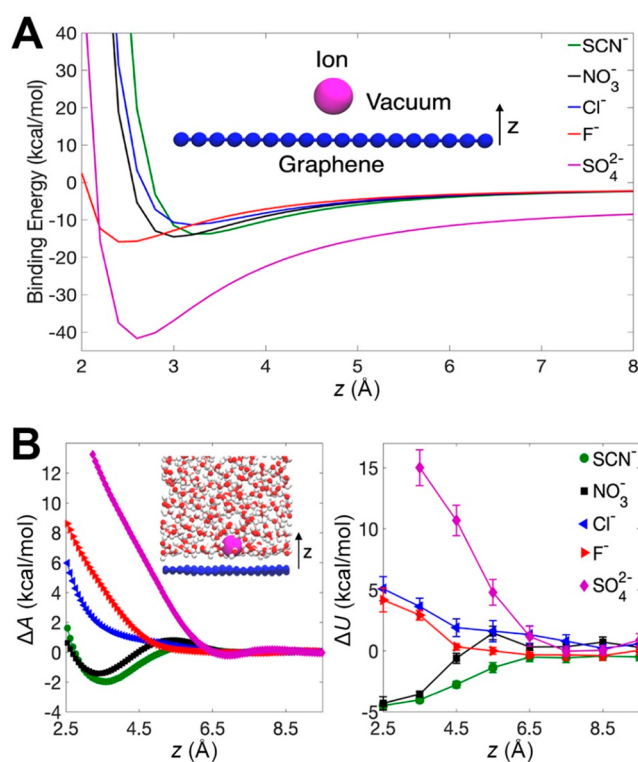 A
Binding Energy (kcal/mol)
40
30
20
10
0
-10
-20
-30
-40
2
3
4
5
6
7
8
z (Å)
Ion
Vacuum
z
Graphene
SCN⁻
NO₃⁻
Cl⁻
F⁻
SO₄²⁻
B
ΔA (kcal/mol)
12
10
8
6
4
2
0
-2
-4
2.5
4.5
6.5
8.5
z (Å)
z
ΔU (kcal/mol)
15
10
5
0
-5
2.5
4.5
6.5
8.5
z (Å)
SCN⁻
NO₃⁻
Cl⁻
F⁻
SO₄²⁻